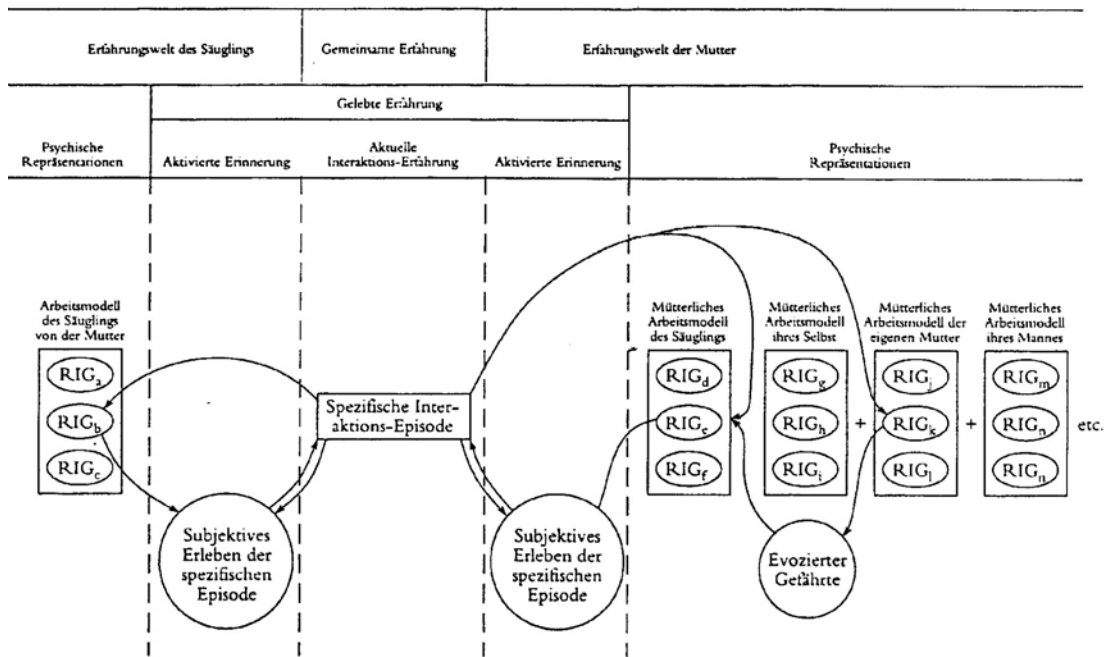 Erfahrungswelt des Säuglings
Gemeinsame Erfahrung
Erfahrungswelt der Mutter
Gelebte Erfahrung
Psychische
Repräsentationen
Aktivierte Erinnerung
Aktuelle
Interaktions-Erfahrung
Aktivierte Erinnerung
Psychische
Repräsentationen
Arbeitsmodell
des Säuglings
von der Mutter
RIGa
RIGb
RIGc
Subjektives
Erleben der
spezifischen
Episode
Spezifische Inter-
aktions-Episode
Subjektives
Erleben der
spezifischen
Episode
Mütterliches
Arbeitsmodell
des Säuglings
RIGd
RIGe
RIGf
Mütterliches
Arbeitsmodell
ihres Selbst
RIGg
RIGh
RIGi
+
Mütterliches
Arbeitsmodell der
eigenen Mutter
RIGj
RIGk
RIGl
+
Mütterliches
Arbeitsmodell
ihres Mannes
RIGm
RIGn
RIGn
etc.
Evozierter
Gefährte